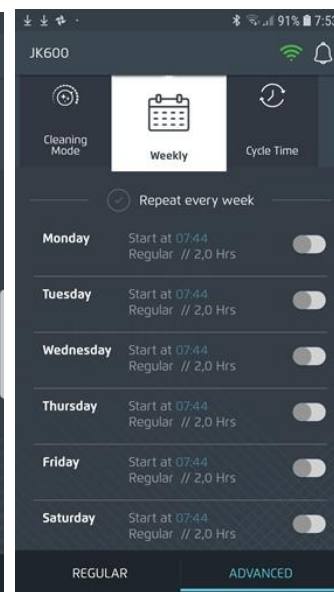 91% 7:53
JK600
Cleaning
Mode
Weekly
Cycle Time
Repeat every week
Monday
Start at 07:44
Regular // 2,0 Hrs
Tuesday
Start at 07:44
Regular // 2,0 Hrs
Wednesday
Start at 07:44
Regular // 2,0 Hrs
Thursday
Start at 07:44
Regular // 2,0 Hrs
Friday
Start at 07:44
Regular // 2,0 Hrs
Saturday
Start at 07:44
Regular // 2,0 Hrs
REGULAR
ADVANCED